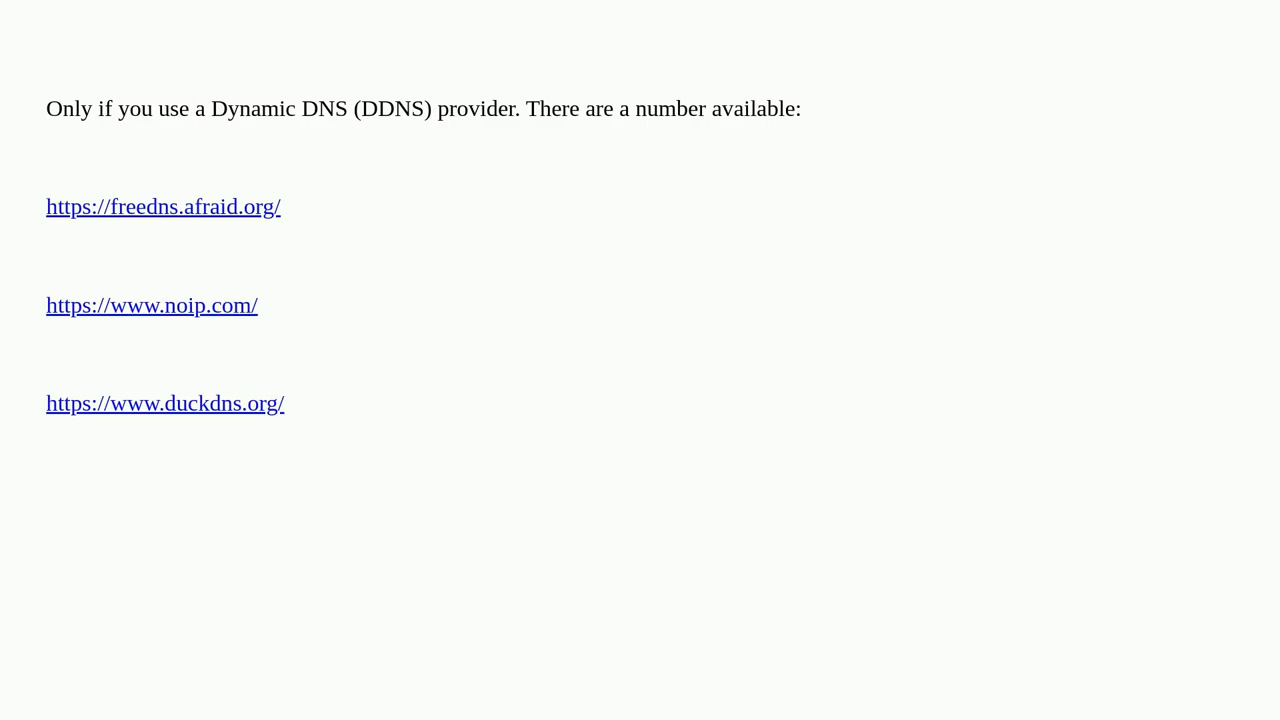 Only if you use a Dynamic DNS (DDNS) provider. There are a number available:
https://freedns.afraid.org/
https://www.noip.com/
https://www.duckdns.org/